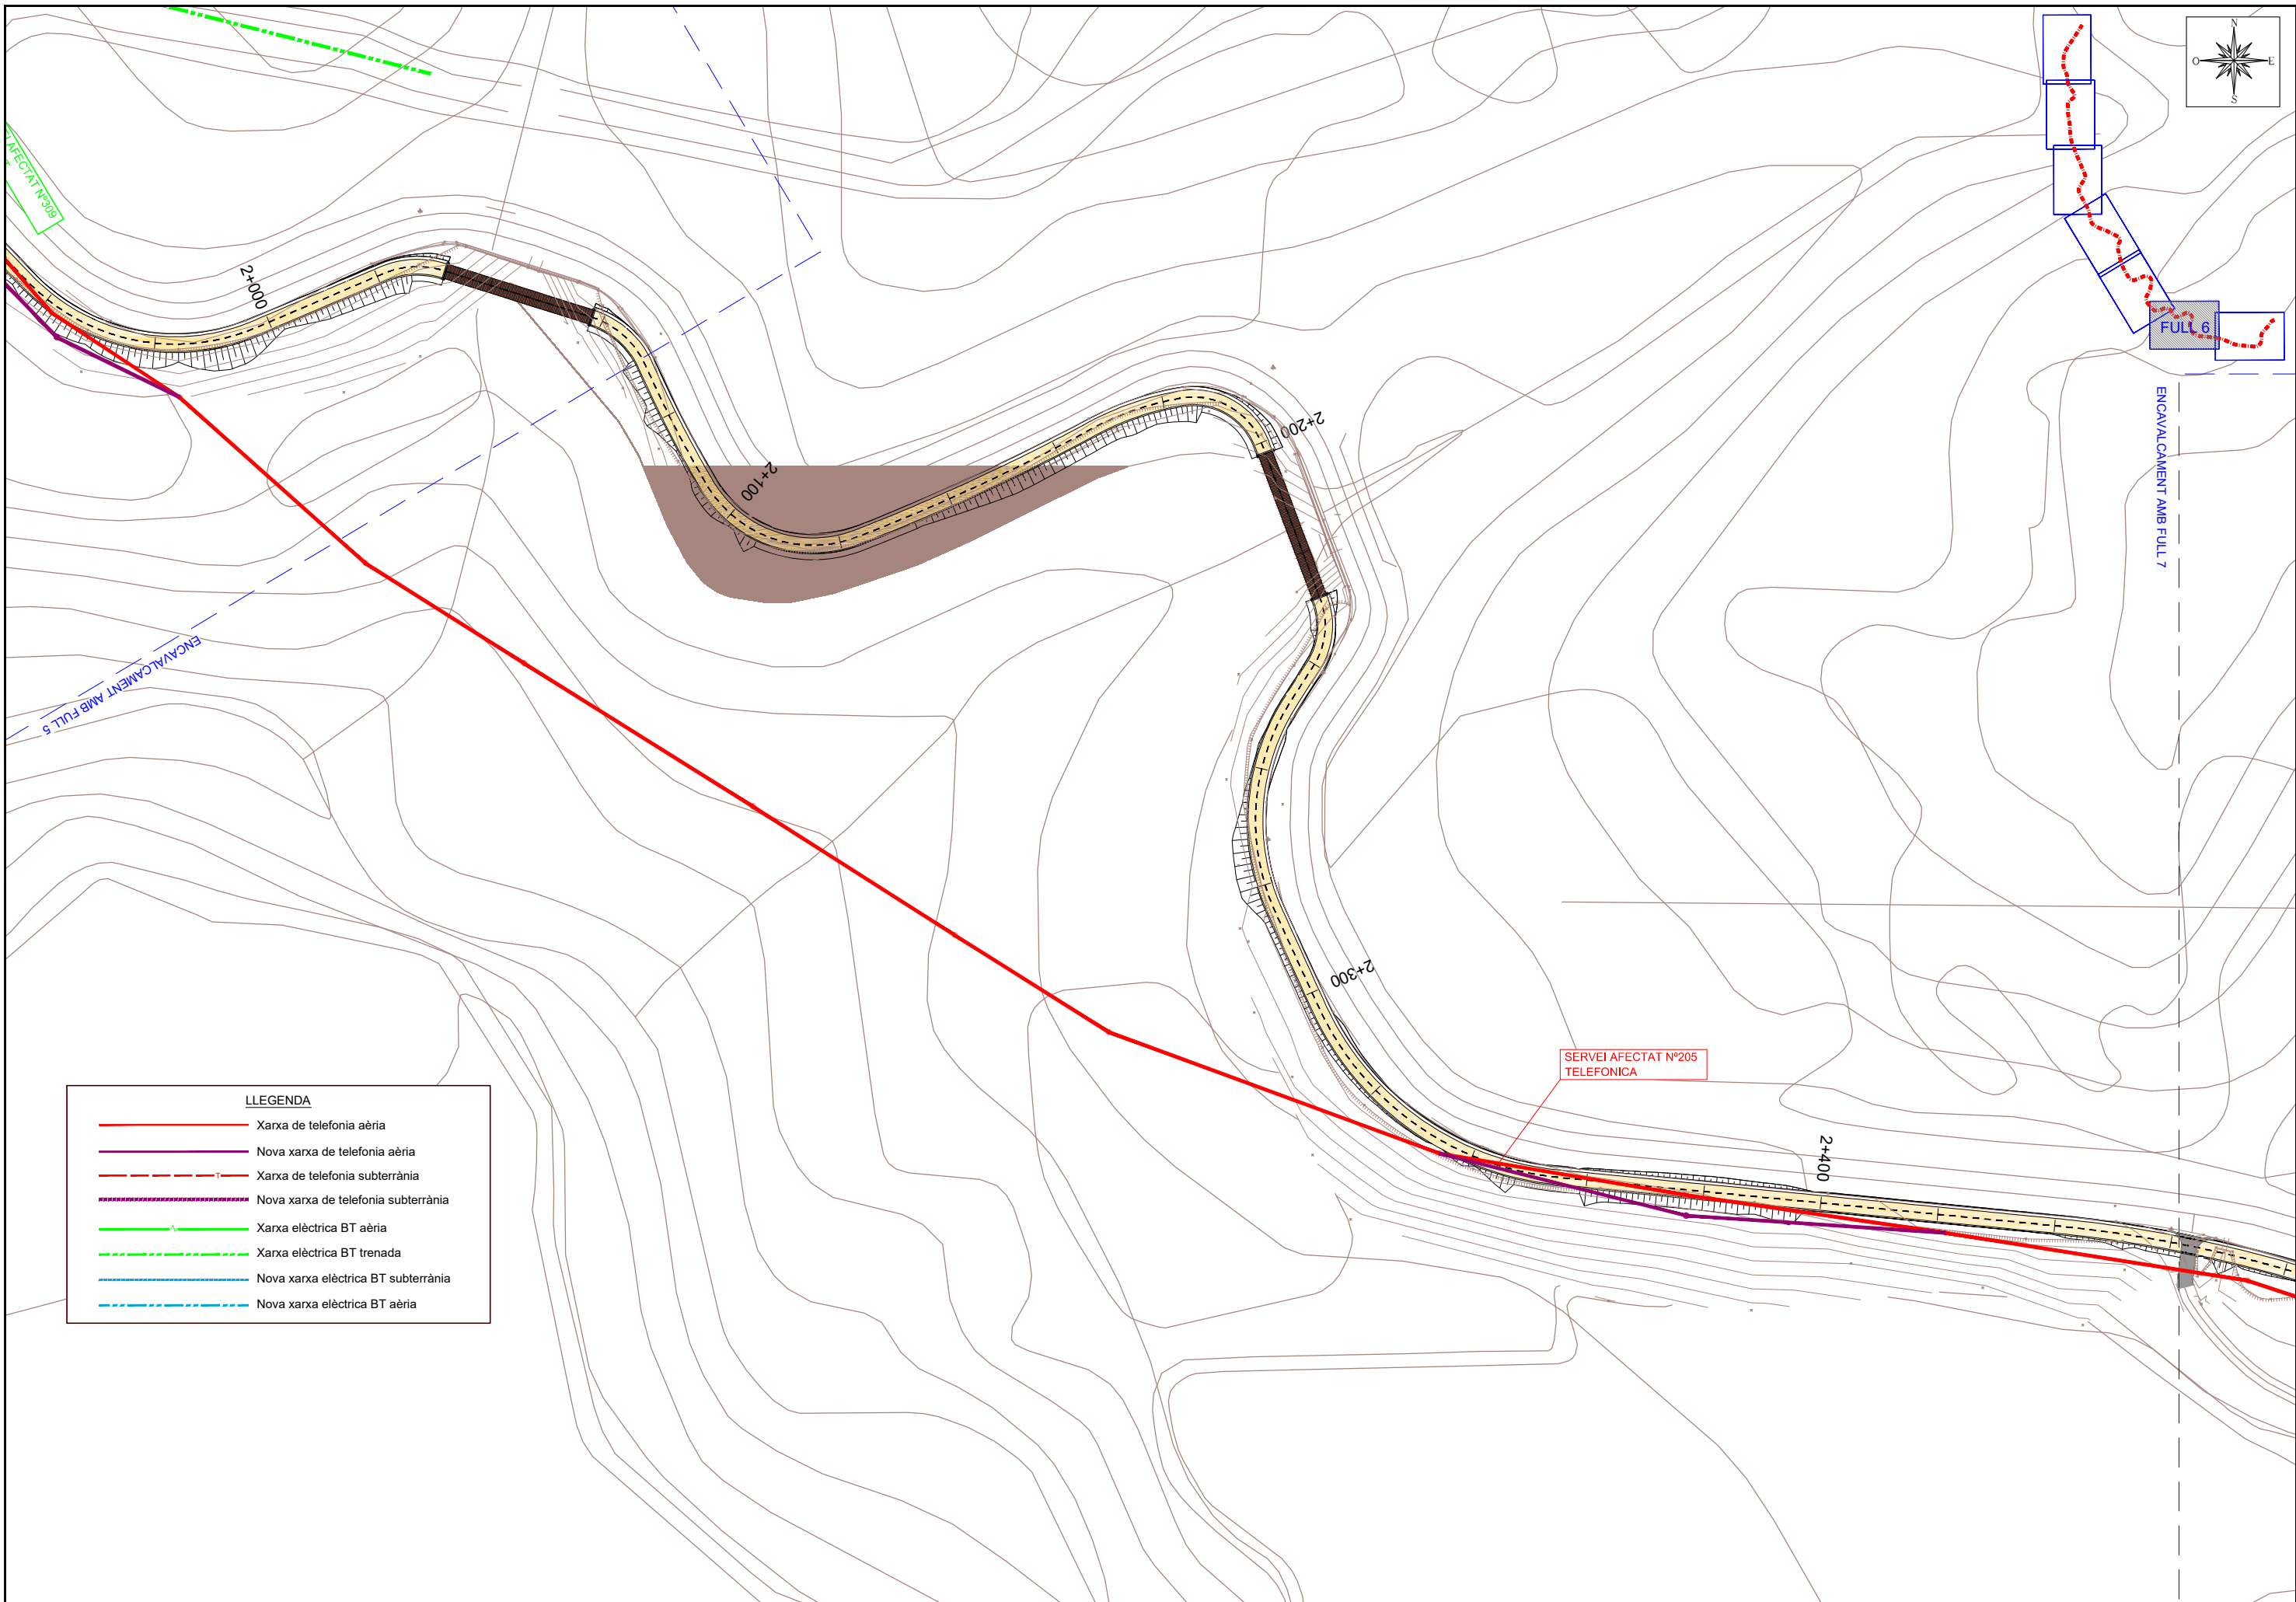 N
O
E
S
AFECTAT Nº309
2+000
FULL 6
ENCAVALCAMENT AMB FULL 7
2+200
2+100
ENCAVALCAMENT AMB FULL 5
2+300
SERVEI AFECTAT Nº205
TELEFONICA
2+400
LLEGENDA
Xarxa de telefonia aèria
Nova xarxa de telefonia aèria
T
Xarxa de telefonia subterrània
Nova xarxa de telefonia subterrània
Xarxa elèctrica BT aèria
Xarxa elèctrica BT trenada
Nova xarxa elèctrica BT subterrània
Nova xarxa elèctrica BT aèria